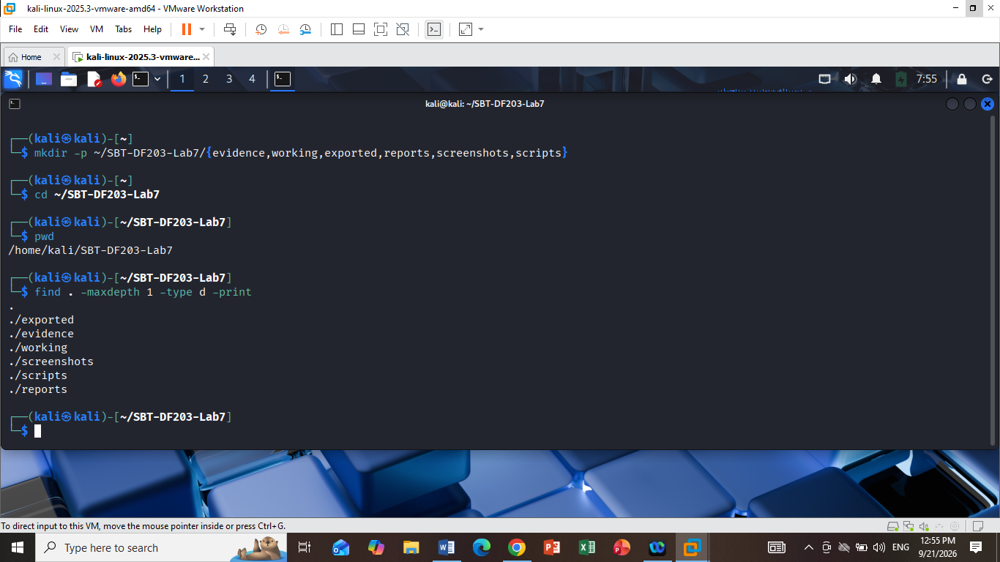 kali-linux-2025.3-vmware-amd64 - VMware Workstation
File Edit View VM Tabs Help
Home kali-linux-2025.3-vmware...
1 2 3 4 7:55
kali@kali: ~/SBT-DF203-Lab7
┌──(kali㉿kali)-[~]
└─$ mkdir -p ~/SBT-DF203-Lab7/{evidence,working,exported,reports,screenshots,scripts}
┌──(kali㉿kali)-[~]
└─$ cd ~/SBT-DF203-Lab7
┌──(kali㉿kali)-[~/SBT-DF203-Lab7]
└─$ pwd
/home/kali/SBT-DF203-Lab7
┌──(kali㉿kali)-[~/SBT-DF203-Lab7]
└─$ find . -maxdepth 1 -type d -print
.
./exported
./evidence
./working
./screenshots
./scripts
./reports
┌──(kali㉿kali)-[~/SBT-DF203-Lab7]
└─$
To direct input to this VM, move the mouse pointer inside or press Ctrl+G.
Type here to search
ENG
12:55 PM
9/21/2026